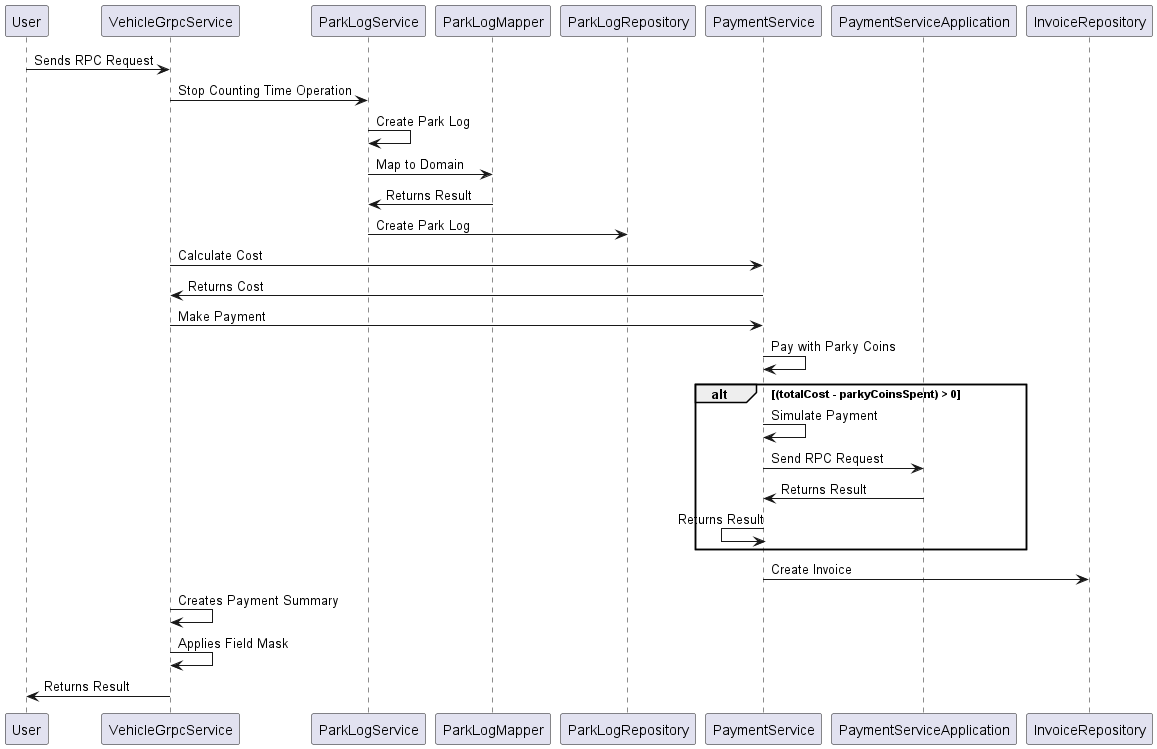 User
VehicleGrpcService
ParkLogService
ParkLogMapper
ParkLogRepository
PaymentService
PaymentServiceApplication
InvoiceRepository
Sends RPC Request
Stop Counting Time Operation
Create Park Log
Map to Domain
Returns Result
Create Park Log
Calculate Cost
Returns Cost
Make Payment
Pay with Parky Coins
alt [(totalCost - parkyCoinsSpent) > 0]
Simulate Payment
Send RPC Request
Returns Result
Returns Result
Create Invoice
Creates Payment Summary
Applies Field Mask
Returns Result
User
VehicleGrpcService
ParkLogService
ParkLogMapper
ParkLogRepository
PaymentService
PaymentServiceApplication
InvoiceRepository